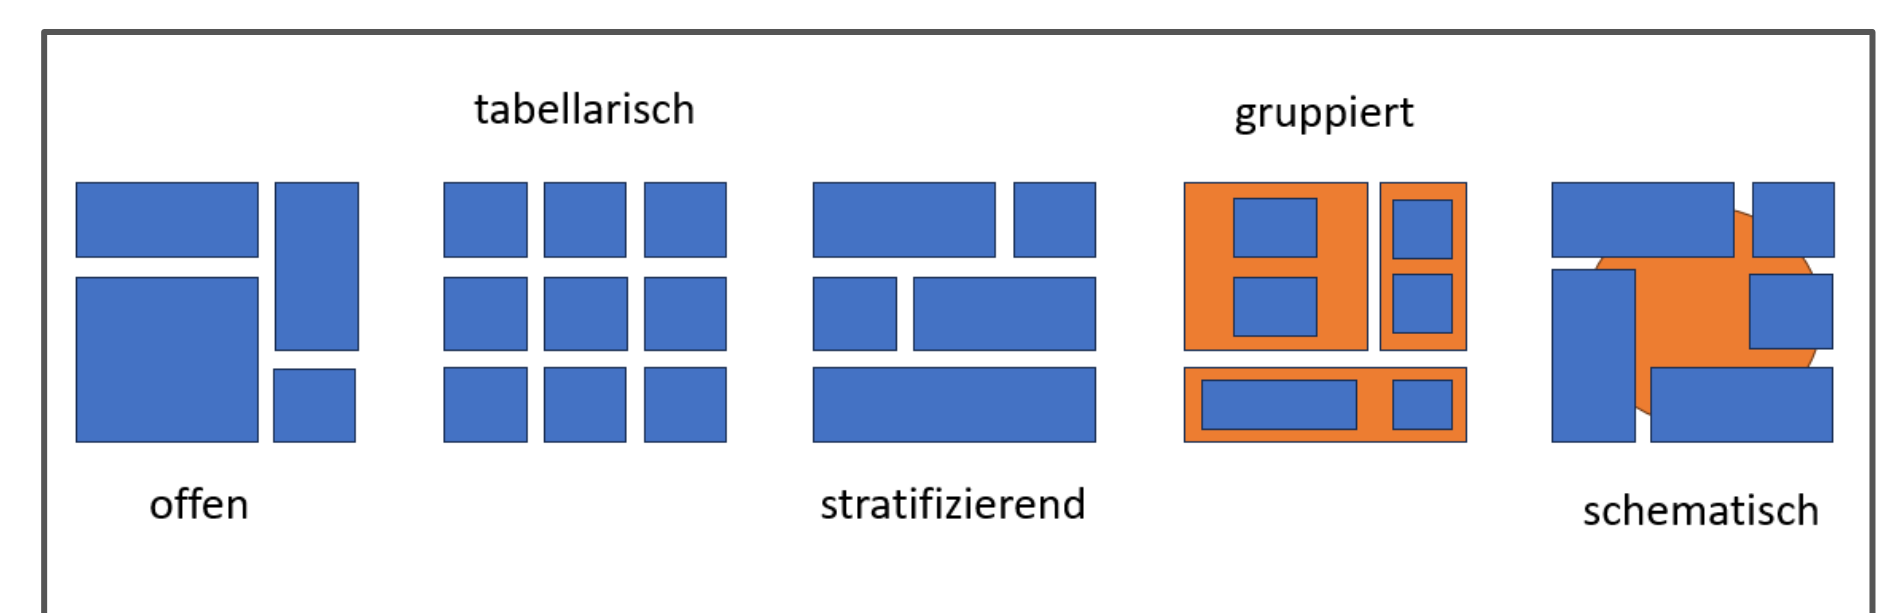 tabellarisch
gruppiert
offen
stratifizierend
schematisch